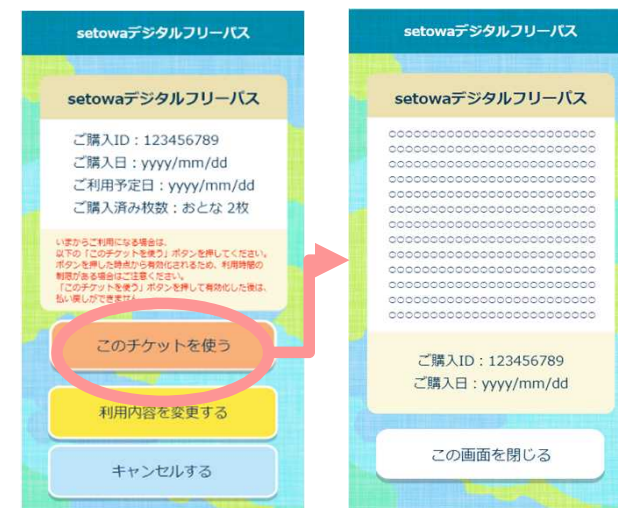 setowaデジタルフリーパス
setowaデジタルフリーパス
ご購入ID：123456789
ご購入日：yyyy/mm/dd
ご利用予定日：yyyy/mm/dd
ご購入済み枚数：おとな 2枚
いまからご利用になる場合は、
以下の「このチケットを使う」ボタンを押してください。
ボタンを押した時点から有効化されるため、利用時間の
制限がある場合はご注意ください。
「このチケットを使う」ボタンを押して有効化した後は、
払い戻しができません
このチケットを使う
利用内容を変更する
キャンセルする
setowaデジタルフリーパス
setowaデジタルフリーパス
○○○○○○○○○○○○○○○○○○○○○○○○○
○○○○○○○○○○○○○○○○○○○○○○○○○
○○○○○○○○○○○○○○○○○○○○○○○○○
○○○○○○○○○○○○○○○○○○○○○○○○○
○○○○○○○○○○○○○○○○○○○○○○○○○
○○○○○○○○○○○○○○○○○○○○○○○○○
○○○○○○○○○○○○○○○○○○○○○○○○○
○○○○○○○○○○○○○○○○○○○○○○○○○
○○○○○○○○○○○○○○○○○○○○○○○○○
○○○○○○○○○○○○○○○○○○○○○○○○○
○○○○○○○○○○○○○○○○○○○○○○○○○
○○○○○○○○○○○○○○○○○○○○○○○○○
○○○○○○○○○○○○○○○○○○○○○○○○○
ご購入ID：123456789
ご購入日：yyyy/mm/dd
この画面を閉じる